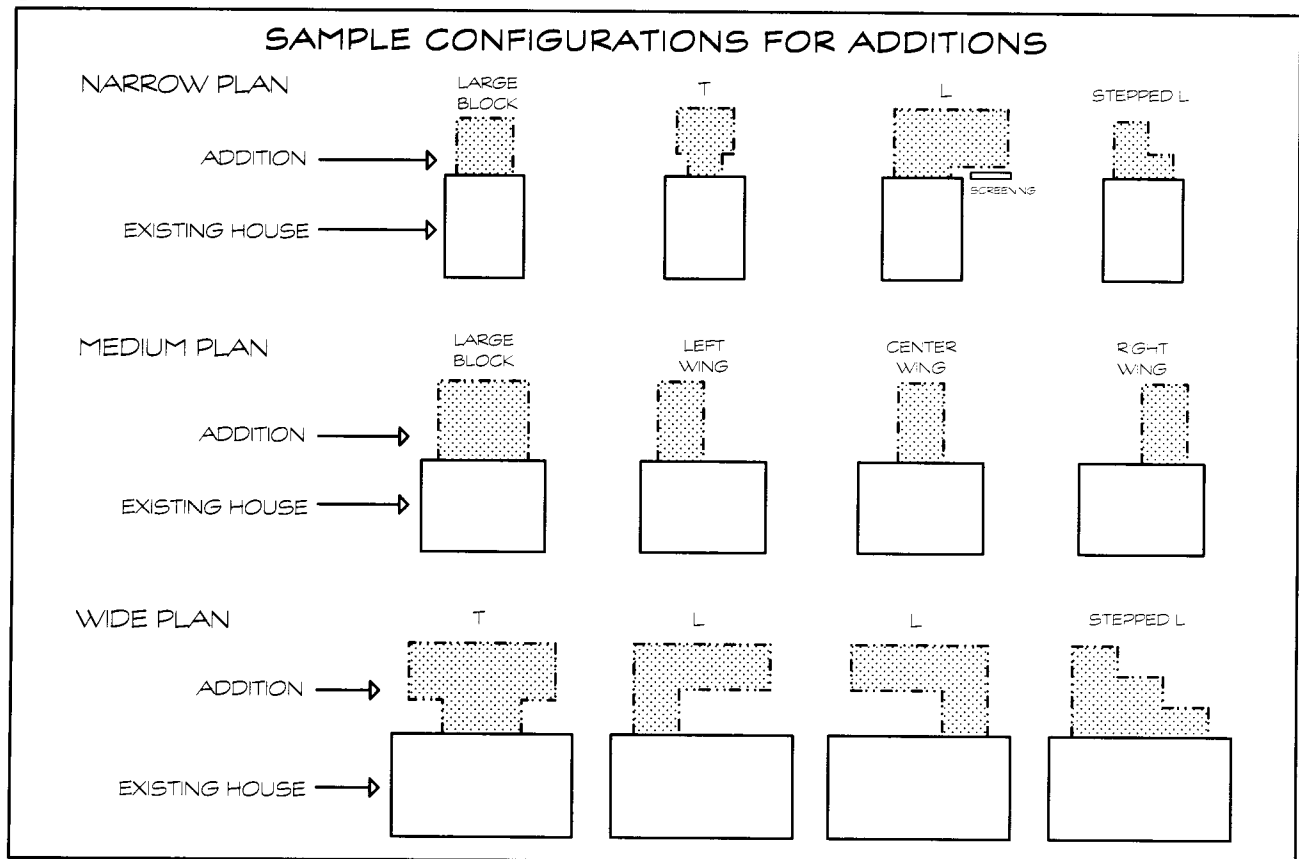 SAMPLE CONFIGURATIONS FOR ADDITIONS
NARROW PLAN
LARGE
BLOCK
T
L
STEPPED L
ADDITION
SCREENING
EXISTING HOUSE
MEDIUM PLAN
LARGE
BLOCK
LEFT
WING
CENTER
WING
RIGHT
WING
ADDITION
EXISTING HOUSE
WIDE PLAN
T
L
L
STEPPED L
ADDITION
EXISTING HOUSE